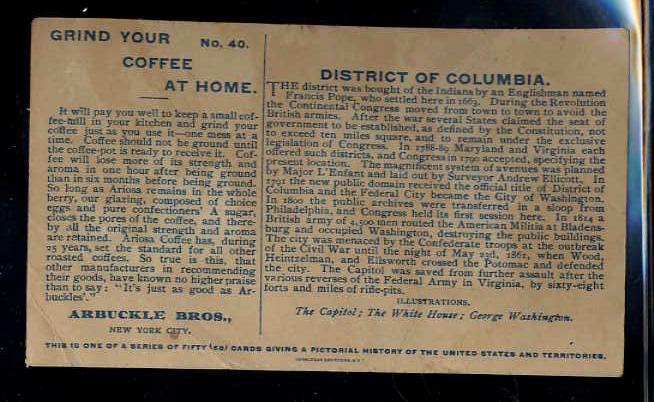 GRIND YOUR No. 40.
COFFEE
AT HOME.
It will pay you well to keep a small cof-
fee-mill in your kitchen and grind your
coffee just as you use it—one mess at a
time. Coffee should not be ground until
the coffee-pot is ready to receive it. Cof-
fee will lose more of its strength and
aroma in one hour after being ground
than in six months before being ground.
So long as Ariosa remains in the whole
berry, our glazing, composed of choice
eggs and pure confectioners' A sugar,
closes the pores of the coffee, and there-
by all the original strength and aroma
are retained. Ariosa Coffee has, during
25 years, set the standard for all other
roasted coffees. So true is this, that
other manufacturers in recommending
their goods, have known no higher praise
than to say: "It's just as good as Ar-
buckles'."
ARBUCKLE BROS.,
NEW YORK CITY.
DISTRICT OF COLUMBIA.
THE district was bought of the Indians by an Englishman named
Francis Pope, who settled here in 1663. During the Revolution
the Continental Congress moved from town to town to avoid the
British armies. After the war several States claimed the seat of
government to be established, as defined by the Constitution, not
to exceed ten miles square, and to remain under the exclusive
legislation of Congress. In 1788-89 Maryland and Virginia each
offered such districts, and Congress in 1790 accepted, specifying the
present location. The magnificent system of avenues was planned
by Major L'Enfant and laid out by Surveyor Andrew Ellicott. In
1791 the new public domain received the official title of District of
Columbia and the Federal City became the City of Washington.
In 1800 the public archives were transferred in a sloop from
Philadelphia, and Congress held its first session here. In 1814 a
British army of 4,500 men routed the American Militia at Bladens-
burg and occupied Washington, destroying the public buildings.
The city was menaced by the Confederate troops at the outbreak
of the Civil War until the night of May 23d, 1861, when Wood,
Heintzelman, and Ellsworth crossed the Potomac and defended
the city. The Capitol was saved from further assault after the
various reverses of the Federal Army in Virginia, by sixty-eight
forts and miles of rifle-pits.
ILLUSTRATIONS.
The Capitol; The White House; George Washington.
THIS IS ONE OF A SERIES OF FIFTY (50) CARDS GIVING A PICTORIAL HISTORY OF THE UNITED STATES AND TERRITORIES.